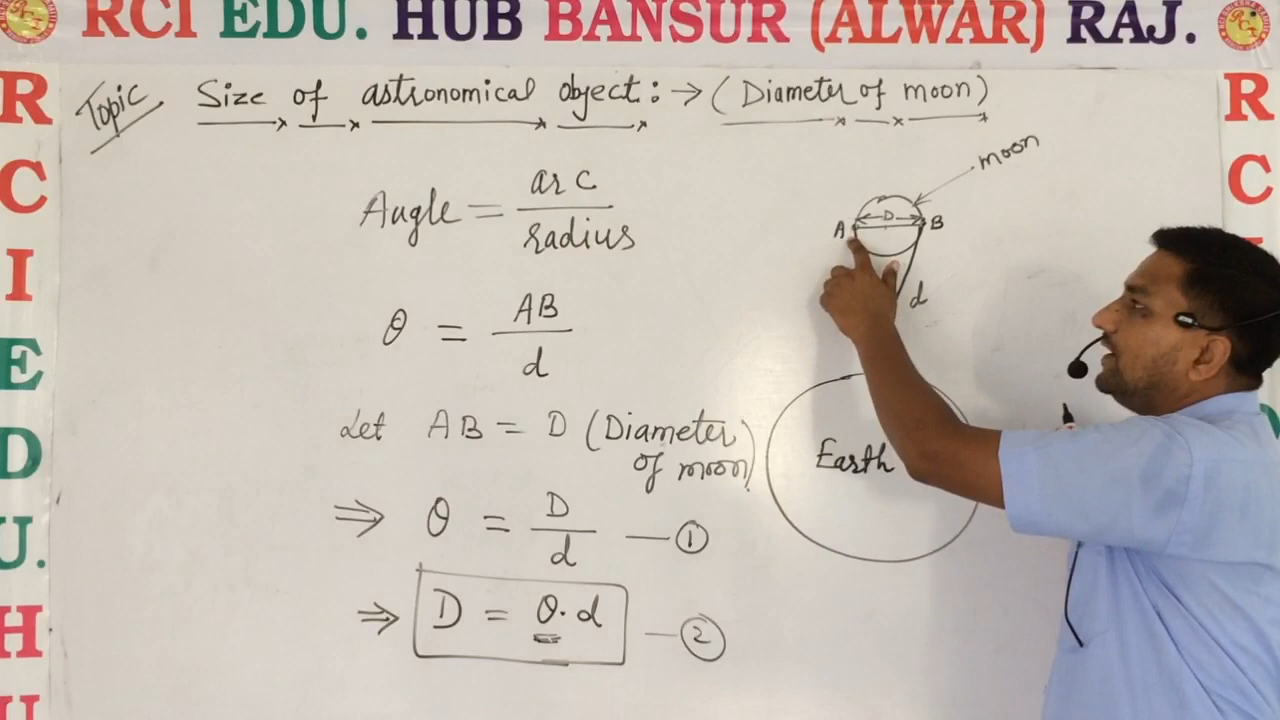 RCI EDU. HUB BANSUR (ALWAR) RAJ.
Topic Size of astronomical object: → (Diameter of moon)
Angle = arc / radius
θ = AB / d
Let AB = D (Diameter of moon)
⇒ θ = D / d — ①
⇒ D = θ · d — ②
moon
A D B
d
Earth
R
C
I
E
D
U.
H
U
R
C